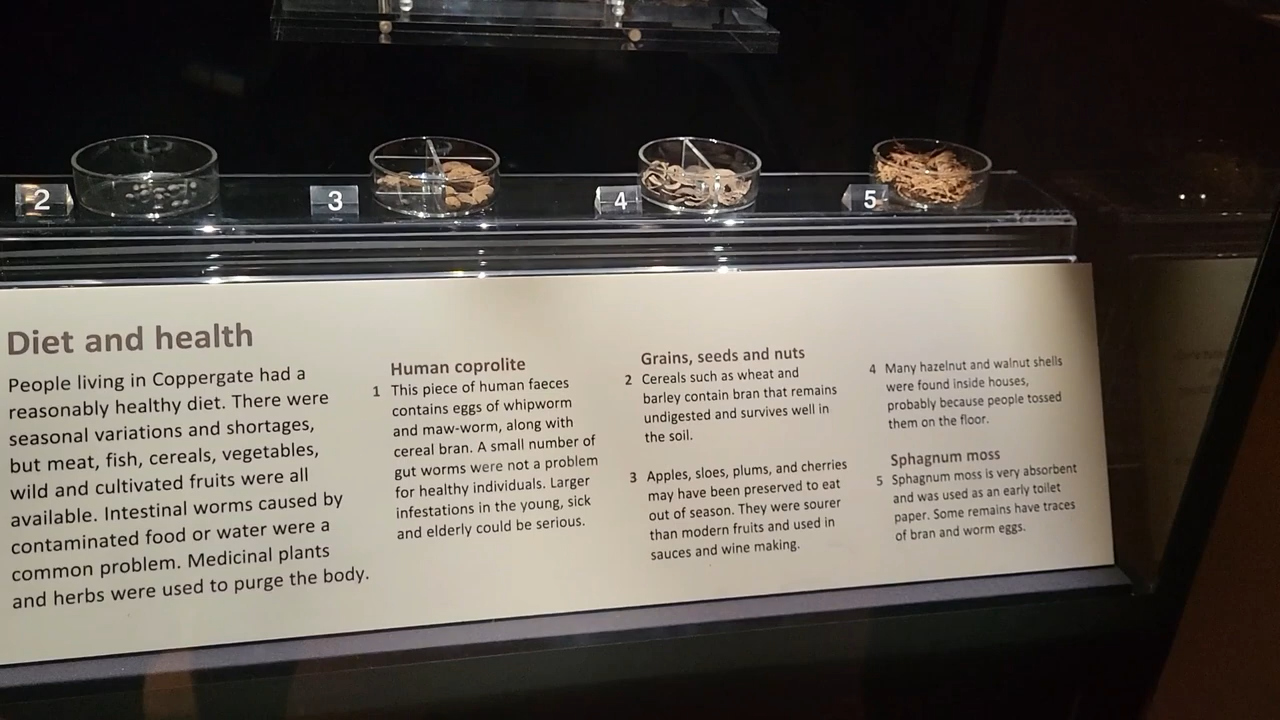 2
3
4
5
Diet and health
People living in Coppergate had a
reasonably healthy diet. There were
seasonal variations and shortages,
but meat, fish, cereals, vegetables,
wild and cultivated fruits were all
available. Intestinal worms caused by
contaminated food or water were a
common problem. Medicinal plants
and herbs were used to purge the body.
Human coprolite
1 This piece of human faeces
contains eggs of whipworm
and maw-worm, along with
cereal bran. A small number of
gut worms were not a problem
for healthy individuals. Larger
infestations in the young, sick
and elderly could be serious.
Grains, seeds and nuts
2 Cereals such as wheat and
barley contain bran that remains
undigested and survives well in
the soil.
3 Apples, sloes, plums, and cherries
may have been preserved to eat
out of season. They were sourer
than modern fruits and used in
sauces and wine making.
4 Many hazelnut and walnut shells
were found inside houses,
probably because people tossed
them on the floor.
Sphagnum moss
5 Sphagnum moss is very absorbent
and was used as an early toilet
paper. Some remains have traces
of bran and worm eggs.